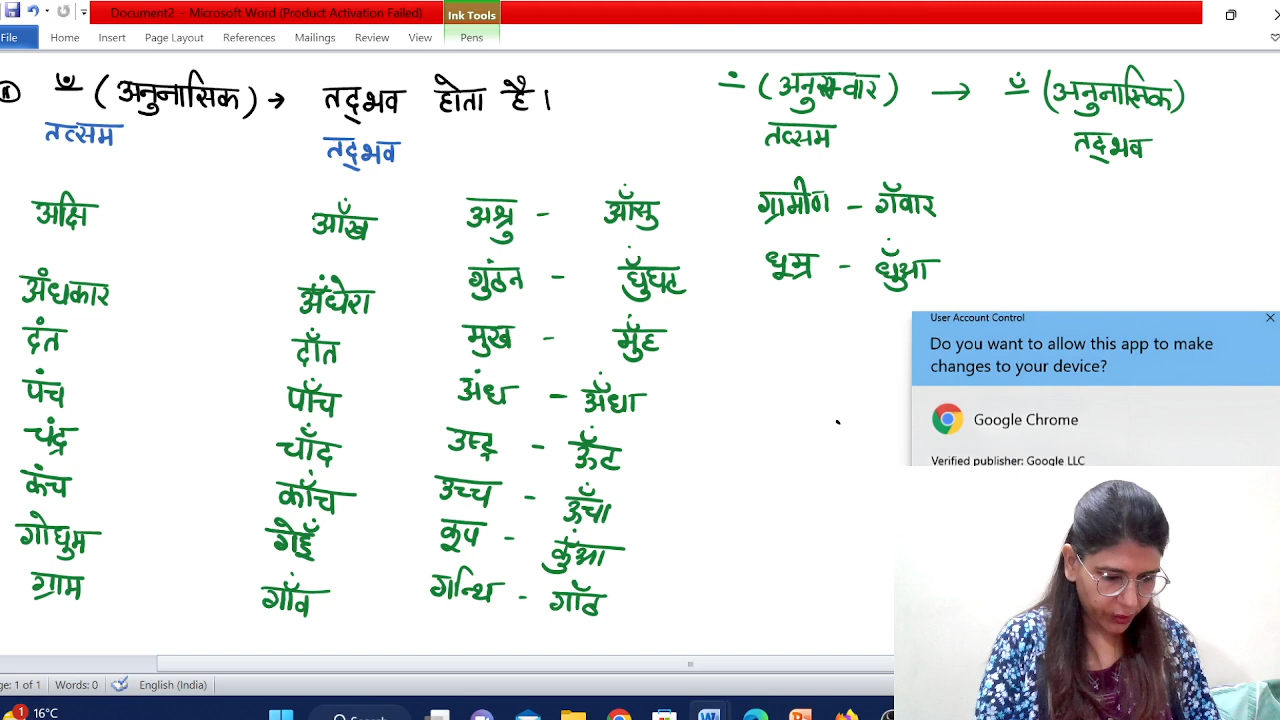 Document2 - Microsoft Word (Product Activation Failed)
Ink Tools
File Home Insert Page Layout References Mailings Review View Pens
ँ (अनुनासिक) → तद्भव होता है।
तत्सम तद्भव
ं (अनुस्वार) → ँ (अनुनासिक)
तत्सम तद्भव
अक्षि आँख अश्रु - आँसु ग्रामीण - गँवार
अंधकार अंधेरा गुंठन - घुँघट धूम्र - धुँआ
दंत दाँत मुख - मुँह
पंच पाँच अंध - अँधा
चंद्र चाँद उष्ट्र - ऊँट
कंच काँच उच्च - ऊँचा
गोधुम गेहूँ कूप - कुँआ
ग्राम गाँव ग्रन्थि - गाँठ
User Account Control
Do you want to allow this app to make
changes to your device?
Google Chrome
Verified publisher: Google LLC
ge: 1 of 1 Words: 0 English (India)
1 16°C Search